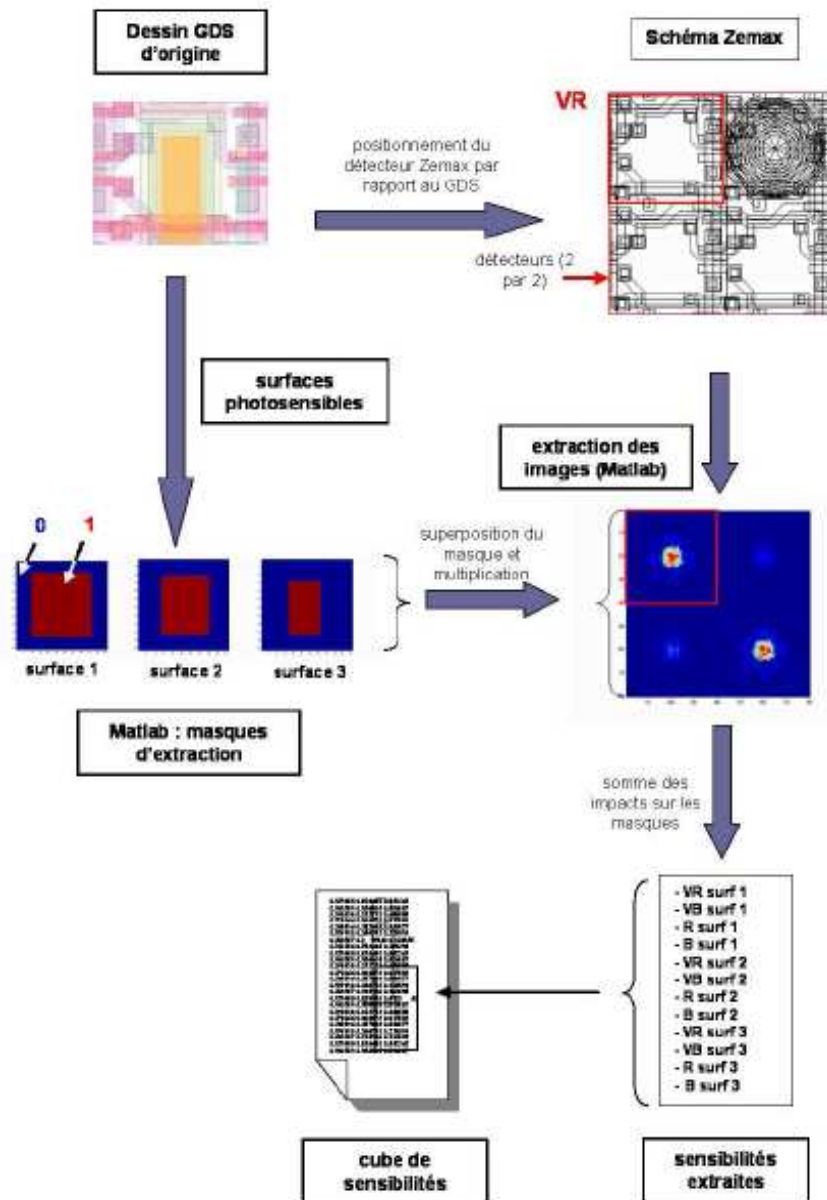 Dessin GDS
d'origine
Schéma Zemax
VR
positionnement du
détecteur Zemax par
rapport au GDS
détecteurs (2
par 2)
surfaces
photosensibles
extraction des
images (Matlab)
0
1
superposition du
masque et
multiplication
surface 1
surface 2
surface 3
Matlab : masques
d'extraction
somme des
impacts sur les
masques
- VR surf 1
- VB surf 1
- R surf 1
- B surf 1
- VR surf 2
- VB surf 2
- R surf 2
- B surf 2
- VR surf 3
- VB surf 3
- R surf 3
- B surf 3
cube de
sensibilités
sensibilités
extraites